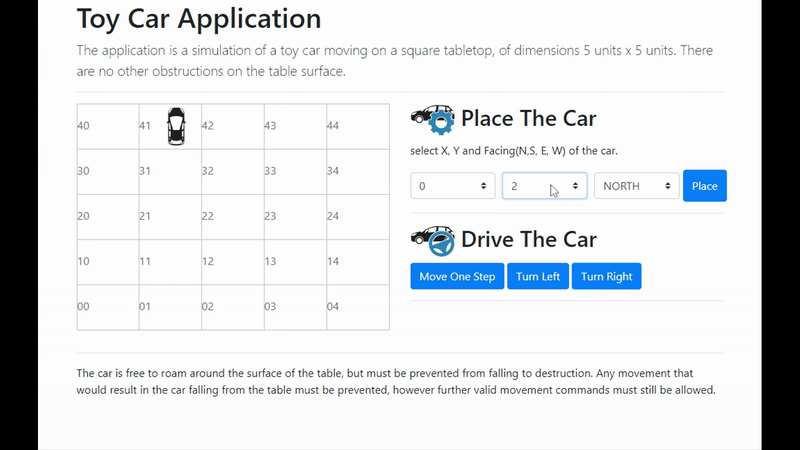 Toy Car Application
The application is a simulation of a toy car moving on a square tabletop, of dimensions 5 units x 5 units. There
are no other obstructions on the table surface.
40 41 42 43 44
30 31 32 33 34
20 21 22 23 24
10 11 12 13 14
00 01 02 03 04
Place The Car
select X, Y and Facing(N,S, E, W) of the car.
0 2 NORTH Place
Drive The Car
Move One Step Turn Left Turn Right
The car is free to roam around the surface of the table, but must be prevented from falling to destruction. Any movement that
would result in the car falling from the table must be prevented, however further valid movement commands must still be allowed.